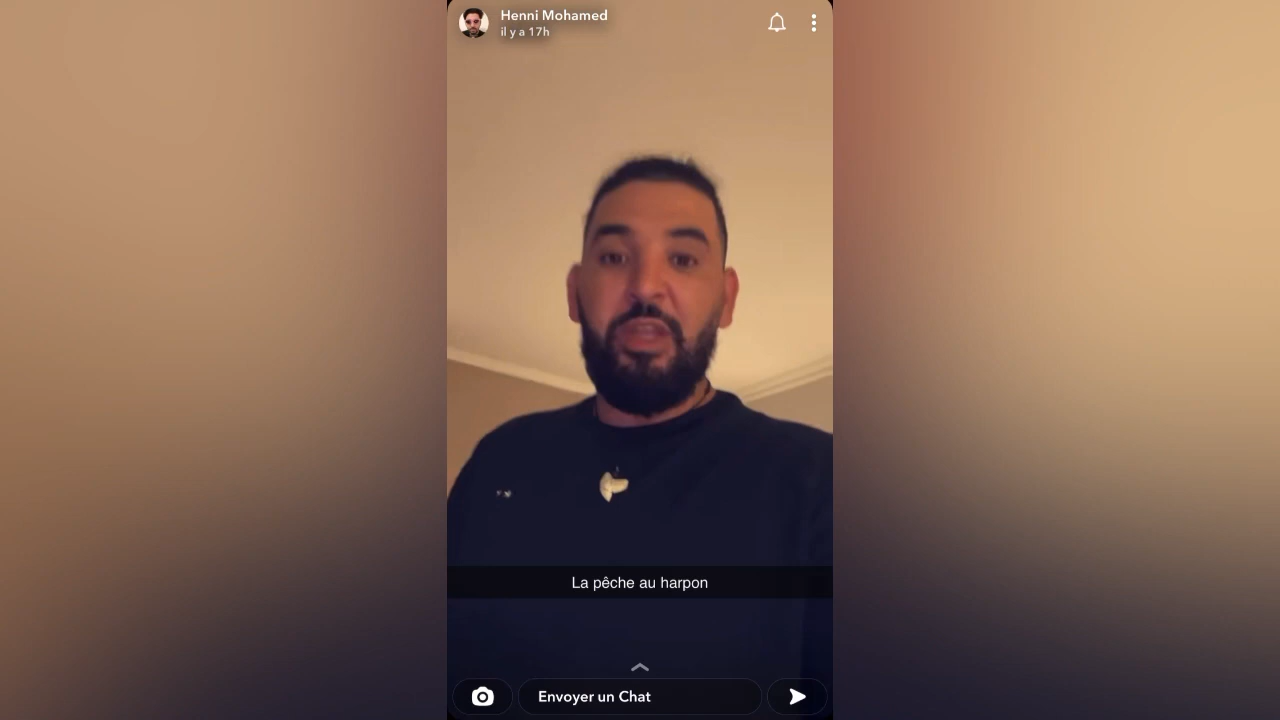 Henni Mohamed
il y a 17h
La pêche au harpon
Envoyer un Chat